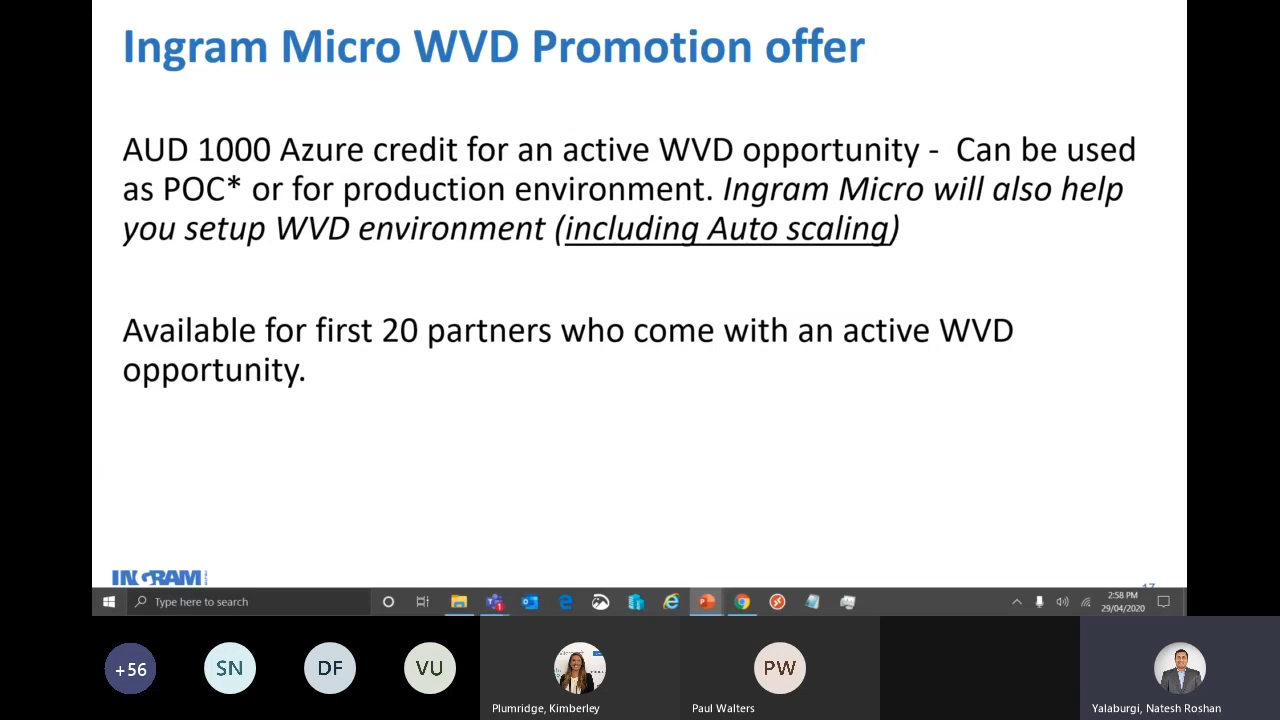 Ingram Micro WVD Promotion offer
AUD 1000 Azure credit for an active WVD opportunity - Can be used
as POC* or for production environment. Ingram Micro will also help
you setup WVD environment (including Auto scaling)
Available for first 20 partners who come with an active WVD
opportunity.
INGRAM
17
Type here to search
2:58 PM
29/04/2020
+56
SN
DF
VU
PW
Plumridge, Kimberley
Paul Walters
Yalaburgi, Natesh Roshan